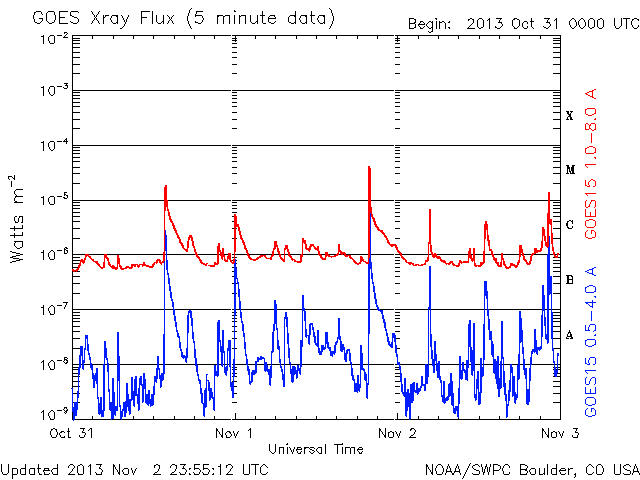 GOES Xray Flux (5 minute data)
Begin: 2013 Oct 31 0000 UTC
10⁻²
10⁻³
10⁻⁴
10⁻⁵
10⁻⁶
10⁻⁷
10⁻⁸
10⁻⁹
Watts m⁻²
X
M
C
B
A
GOES15 1.0-8.0 A
GOES15 0.5-4.0 A
Oct 31
Nov 1
Nov 2
Nov 3
Universal Time
Updated 2013 Nov 2 23:55:12 UTC
NOAA/SWPC Boulder, CO USA